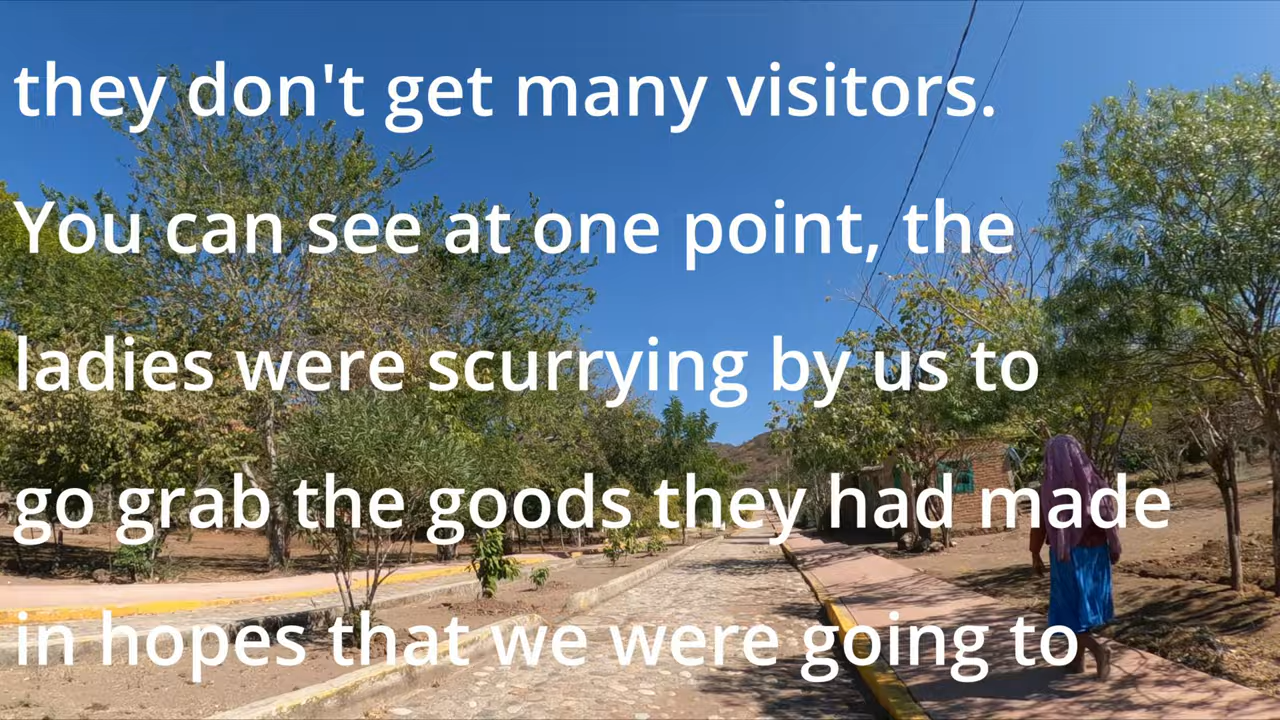 they don't get many visitors.
You can see at one point, the
ladies were scurrying by us to
go grab the goods they had made
in hopes that we were going to